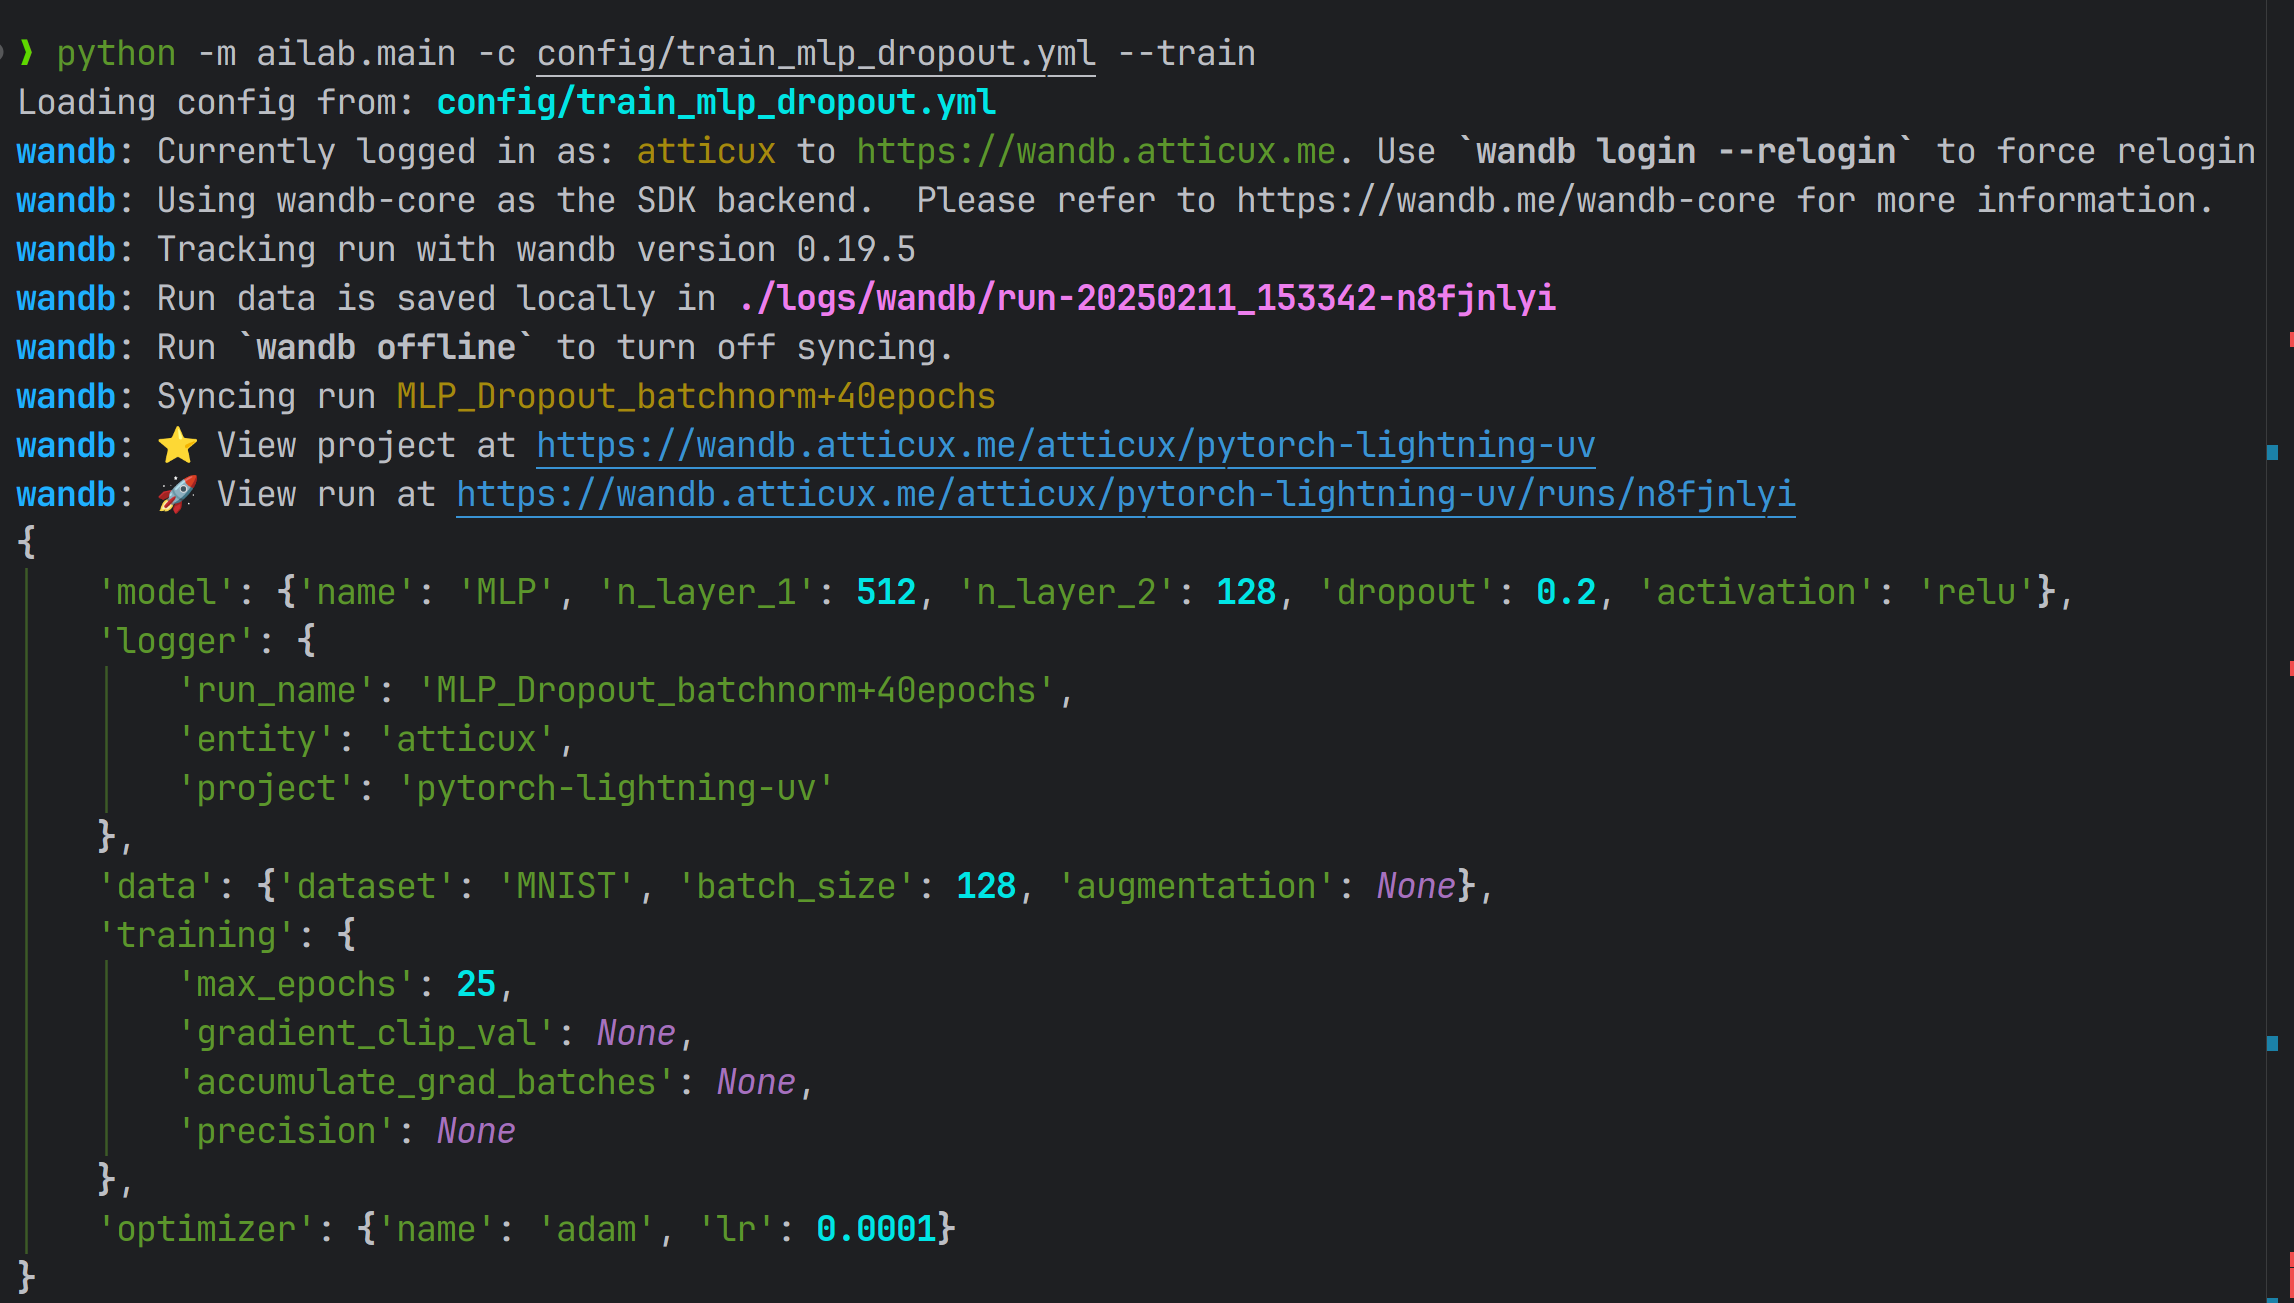 ❯ python -m ailab.main -c config/train_mlp_dropout.yml --train
Loading config from: config/train_mlp_dropout.yml
wandb: Currently logged in as: atticux to https://wandb.atticux.me. Use `wandb login --relogin` to force relogin
wandb: Using wandb-core as the SDK backend.  Please refer to https://wandb.me/wandb-core for more information.
wandb: Tracking run with wandb version 0.19.5
wandb: Run data is saved locally in ./logs/wandb/run-20250211_153342-n8fjnlyi
wandb: Run `wandb offline` to turn off syncing.
wandb: Syncing run MLP_Dropout_batchnorm+40epochs
wandb: ⭐ View project at https://wandb.atticux.me/atticux/pytorch-lightning-uv
wandb: 🚀 View run at https://wandb.atticux.me/atticux/pytorch-lightning-uv/runs/n8fjnlyi
{
    'model': {'name': 'MLP', 'n_layer_1': 512, 'n_layer_2': 128, 'dropout': 0.2, 'activation': 'relu'},
    'logger': {
        'run_name': 'MLP_Dropout_batchnorm+40epochs',
        'entity': 'atticux',
        'project': 'pytorch-lightning-uv'
    },
    'data': {'dataset': 'MNIST', 'batch_size': 128, 'augmentation': None},
    'training': {
        'max_epochs': 25,
        'gradient_clip_val': None,
        'accumulate_grad_batches': None,
        'precision': None
    },
    'optimizer': {'name': 'adam', 'lr': 0.0001}
}